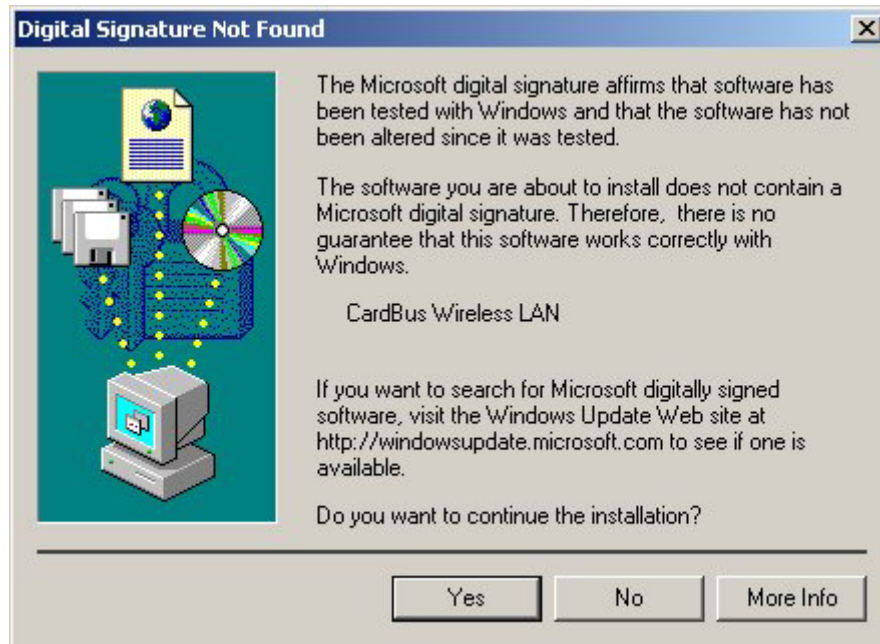 Digital Signature Not Found
The Microsoft digital signature affirms that software has
been tested with Windows and that the software has not
been altered since it was tested.
The software you are about to install does not contain a
Microsoft digital signature. Therefore,  there is no
guarantee that this software works correctly with
Windows.
CardBus Wireless LAN
If you want to search for Microsoft digitally signed
software, visit the Windows Update Web site at
http://windowsupdate.microsoft.com to see if one is
available.
Do you want to continue the installation?
Yes No More Info